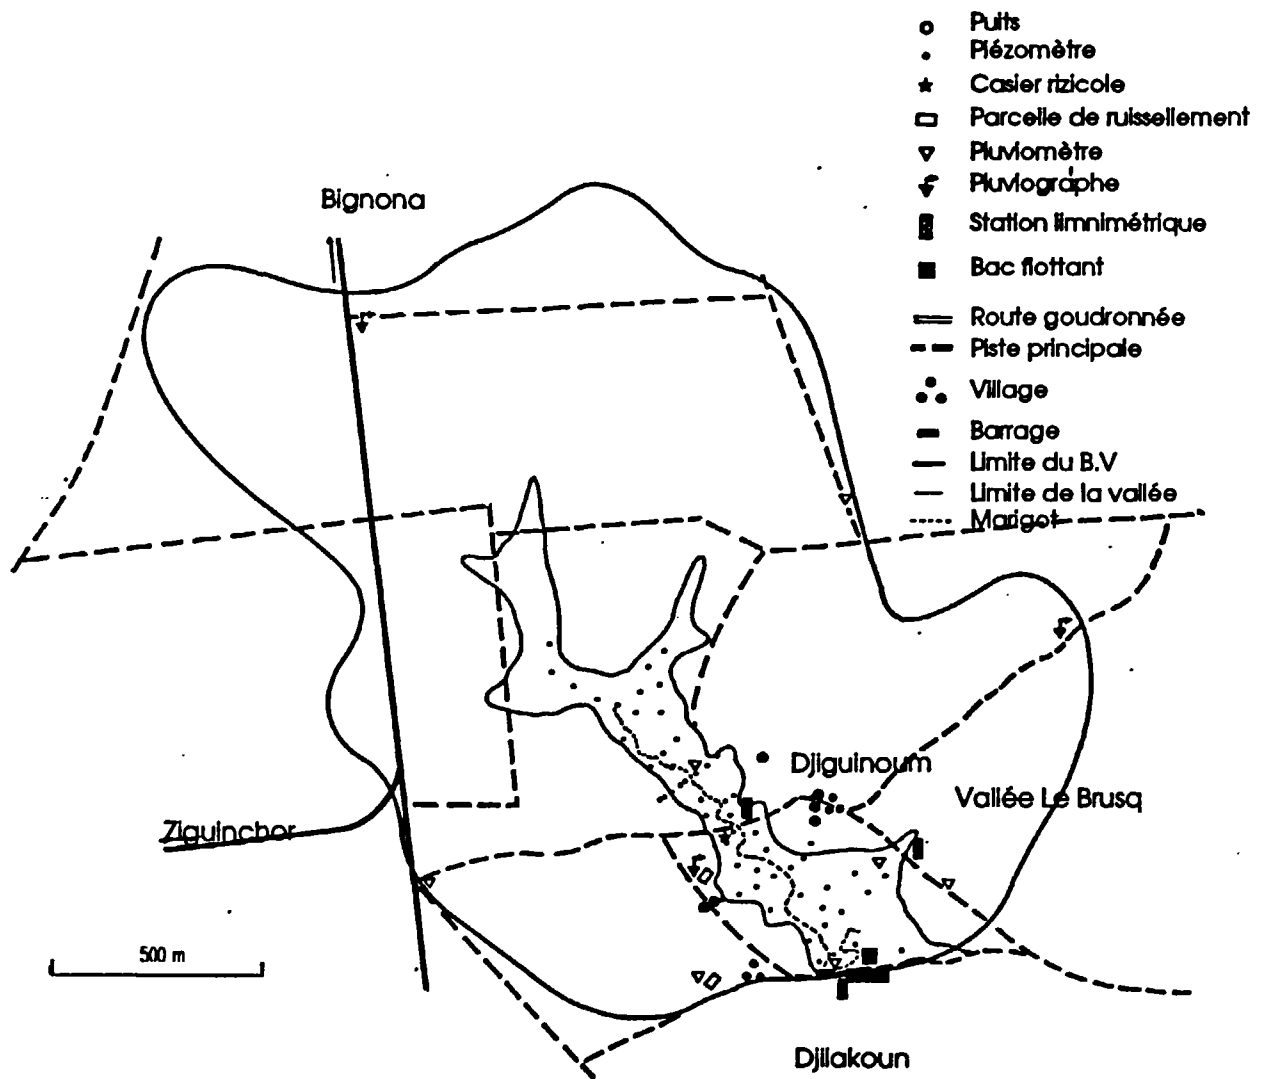 Puits
Piézomètre
Casier rizicole
Parcelle de ruissellement
Pluviomètre
Pluviographe
Station limnimétrique
Bac flottant
Route goudronnée
Piste principale
Village
Barrage
Limite du B.V
Limite de la vallée
Marigot
Bignona
Djiguinoum
Vallée Le Brusq
Ziguinchor
500 m
Djilakoun